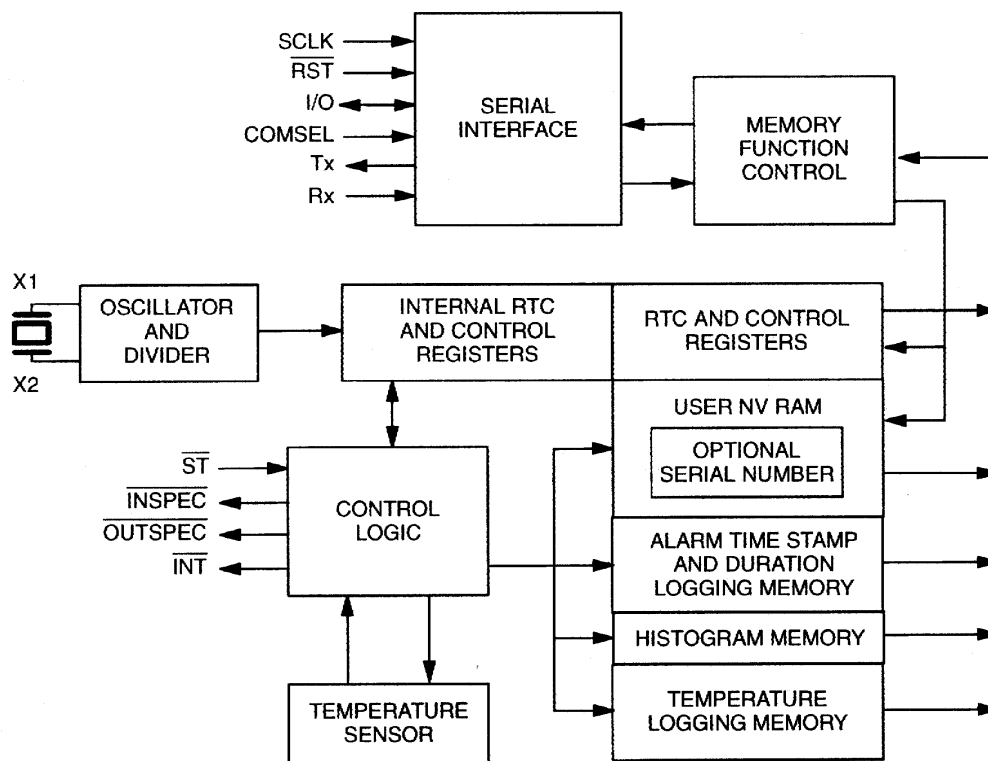 SCLK
RST
I/O
COMSEL
Tx
Rx
SERIAL
INTERFACE
MEMORY
FUNCTION
CONTROL
X1
X2
OSCILLATOR
AND
DIVIDER
INTERNAL RTC
AND CONTROL
REGISTERS
RTC AND CONTROL
REGISTERS
USER NV RAM
OPTIONAL
SERIAL NUMBER
ST
INSPEC
OUTSPEC
INT
CONTROL
LOGIC
ALARM TIME STAMP
AND DURATION
LOGGING MEMORY
HISTOGRAM MEMORY
TEMPERATURE
SENSOR
TEMPERATURE
LOGGING MEMORY